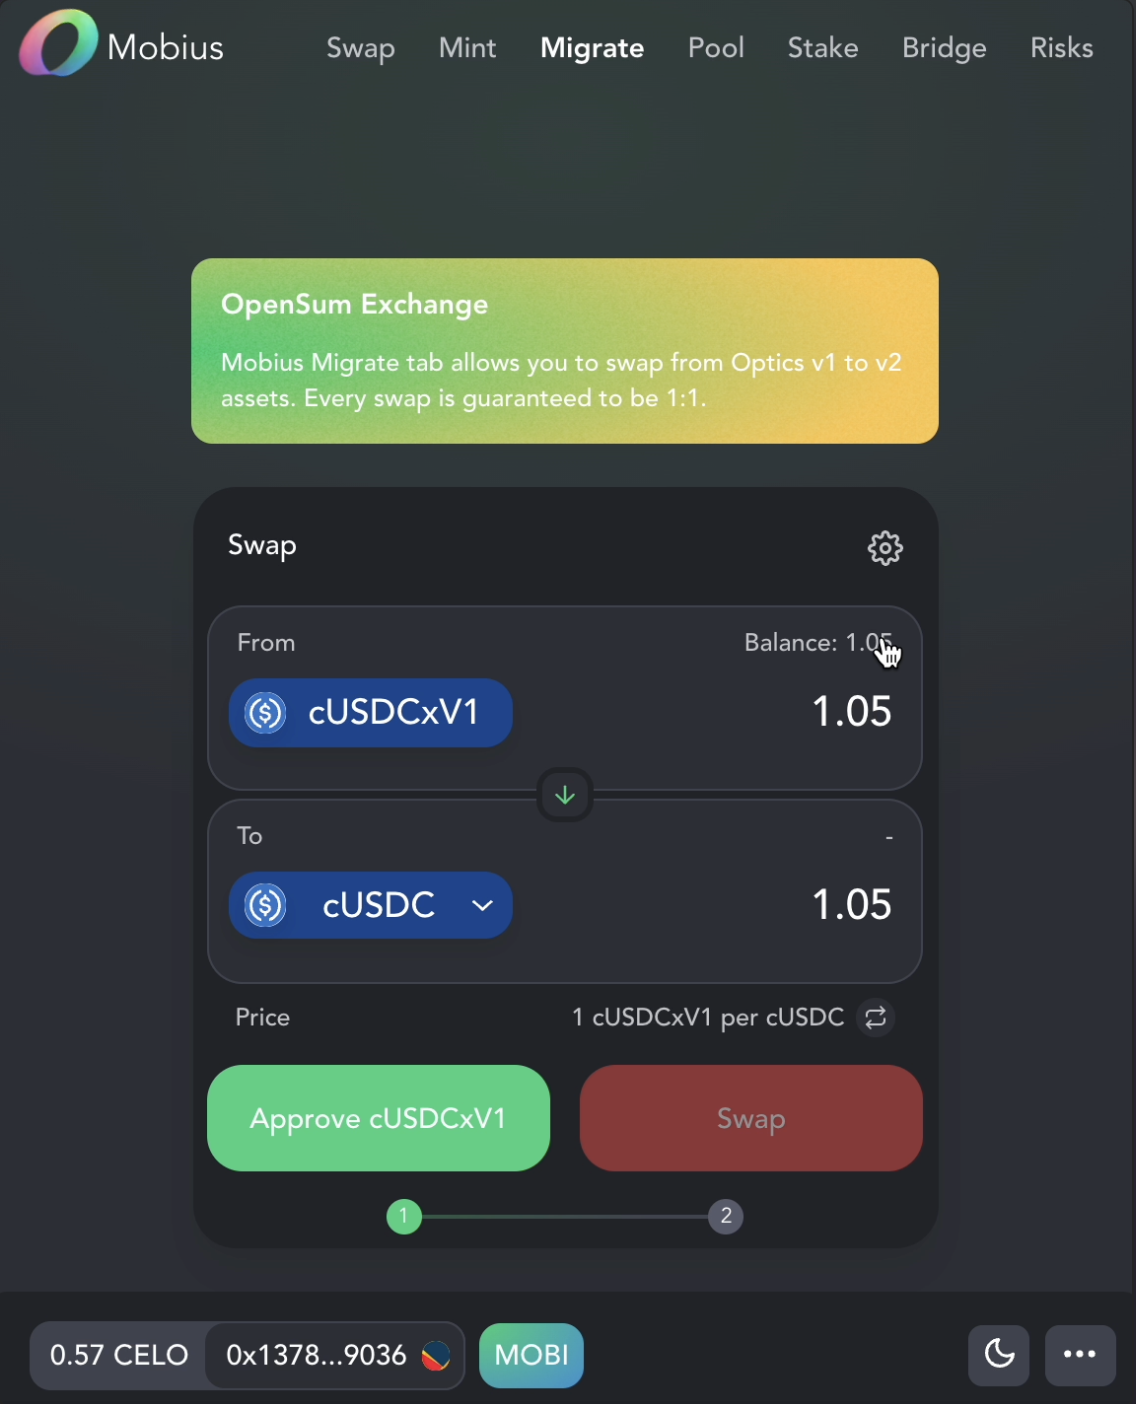 Mobius
Swap Mint Migrate Pool Stake Bridge Risks
OpenSum Exchange
Mobius Migrate tab allows you to swap from Optics v1 to v2
assets. Every swap is guaranteed to be 1:1.
Swap
From Balance: 1.05
cUSDCxV1 1.05
To -
cUSDC 1.05
Price 1 cUSDCxV1 per cUSDC
Approve cUSDCxV1 Swap
1 2
0.57 CELO 0x1378...9036 MOBI